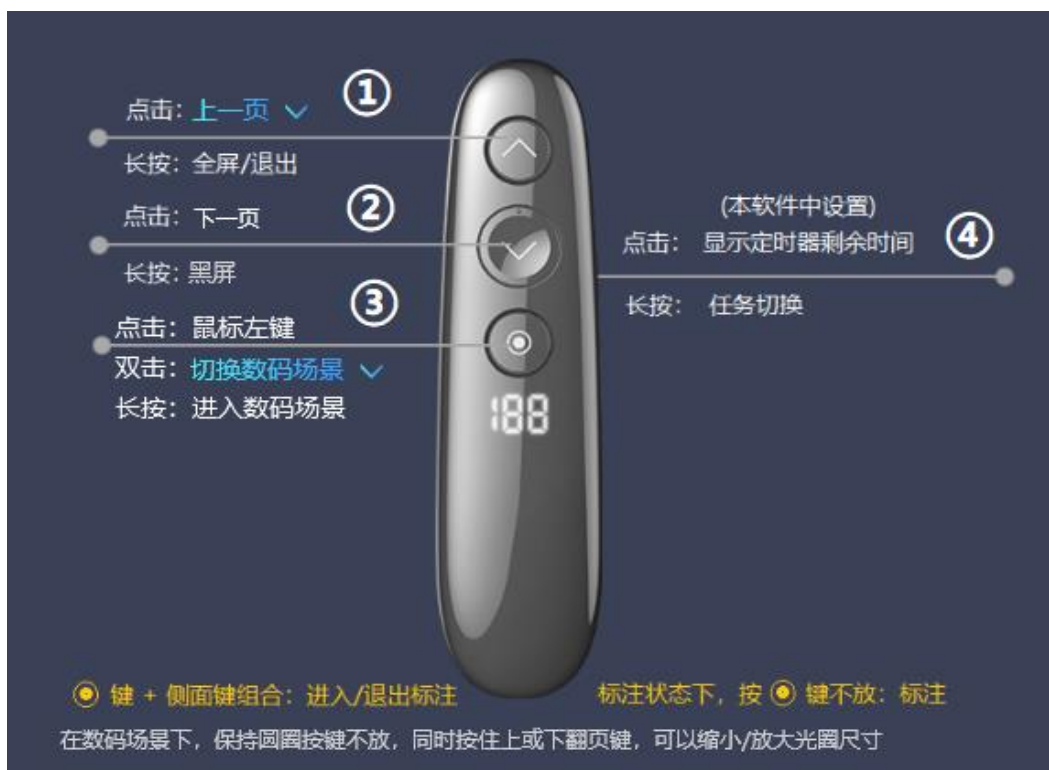 点击：上一页
①
长按：全屏/退出
点击：下一页
②
长按：黑屏
③
点击：鼠标左键
双击：切换数码场景
长按：进入数码场景
(本软件中设置)
点击： 显示定时器剩余时间
④
长按： 任务切换
188
键 + 侧面键组合：进入/退出标注
标注状态下，按 键不放：标注
在数码场景下，保持圆圈按键不放，同时按住上或下翻页键，可以缩小/放大光圈尺寸